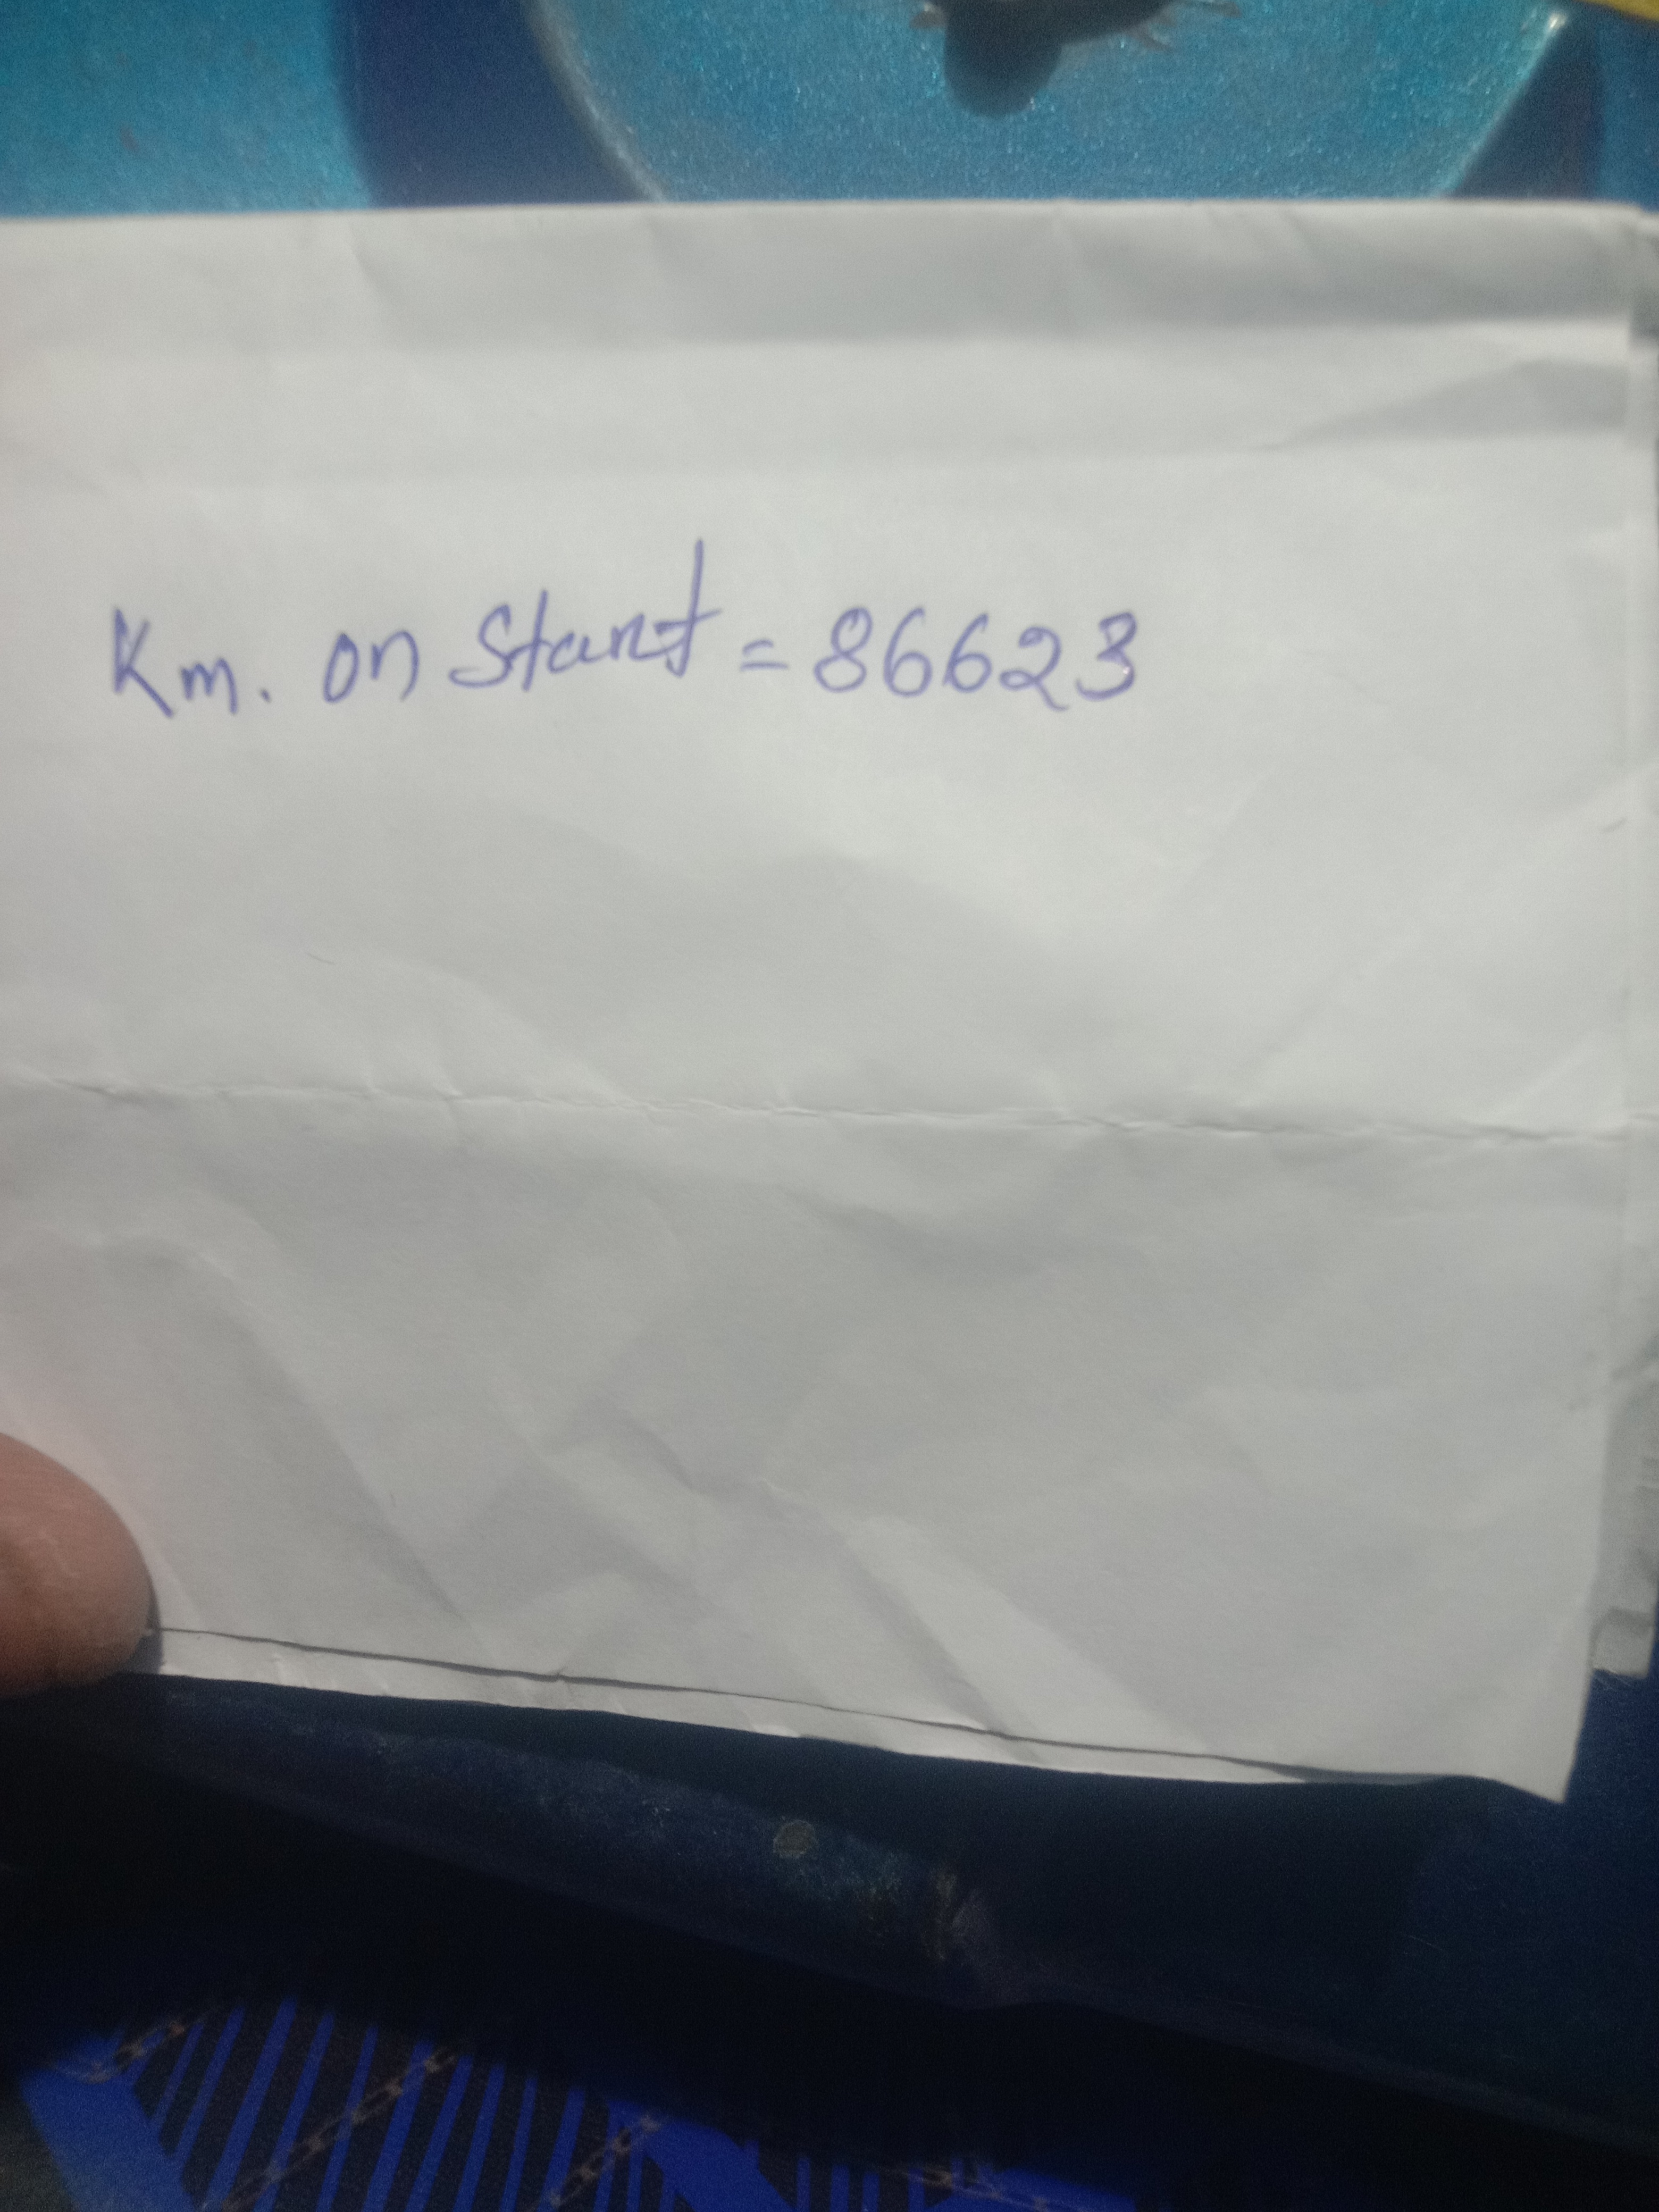 Km. on Start = 86623